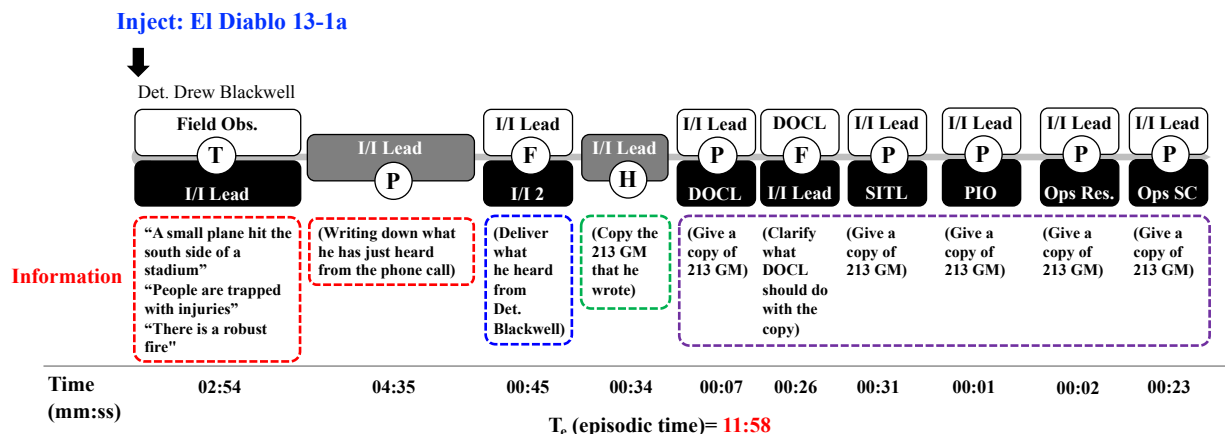 Inject: El Diablo 13-1a
Det. Drew Blackwell
Field Obs.
T
I/I Lead
I/I Lead
P
I/I Lead
F
I/I 2
I/I Lead
H
I/I Lead
P
DOCL
DOCL
F
I/I Lead
I/I Lead
P
SITL
I/I Lead
P
PIO
I/I Lead
P
Ops Res.
I/I Lead
P
Ops SC
Information
“A small plane hit the
south side of a
stadium”
“People are trapped
with injuries”
“There is a robust
fire"
(Writing down what
he has just heard
from the phone call)
(Deliver
what
he heard
from
Det.
Blackwell)
(Copy the
213 GM
that he
wrote)
(Give a
copy of
213 GM)
(Clarify
what
DOCL
should do
with the
copy)
(Give a
copy of
213 GM)
(Give a
copy of
213 GM)
(Give a
copy of
213 GM)
(Give a
copy of
213 GM)
Time
(mm:ss)
02:54
04:35
00:45
00:34
00:07
00:26
00:31
00:01
00:02
00:23
Te (episodic time)= 11:58